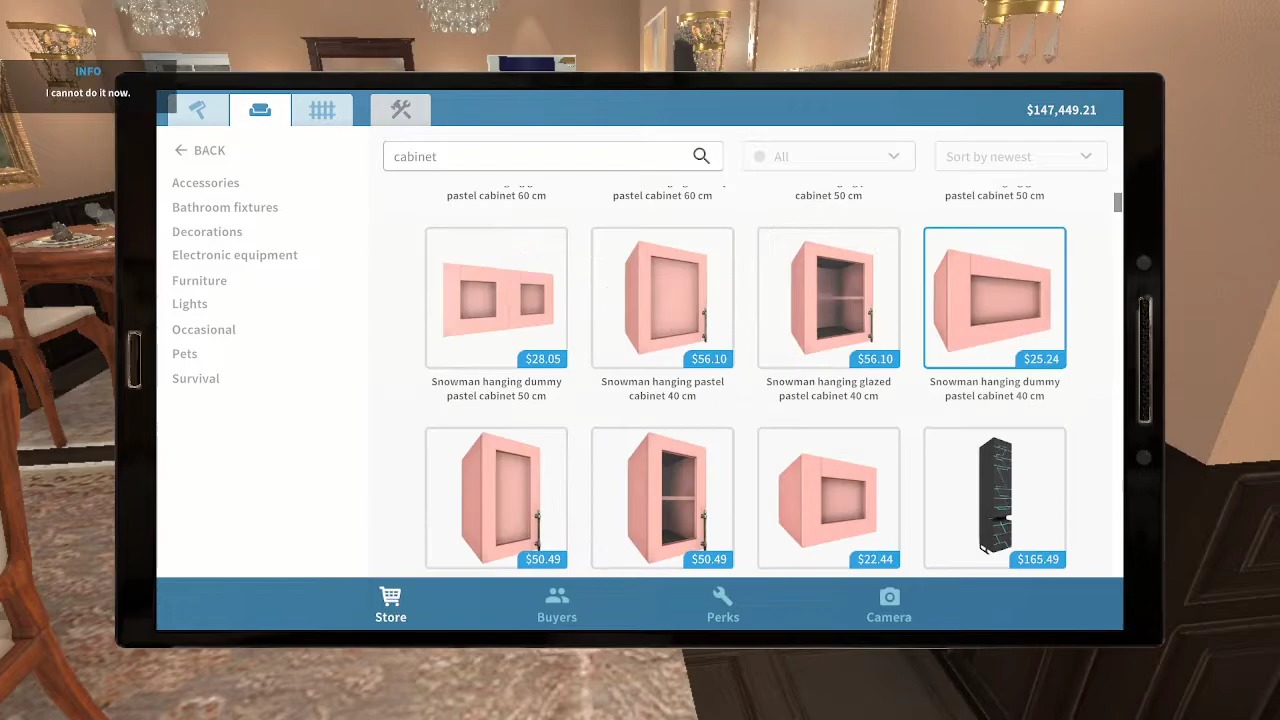 INFO
I cannot do it now.
$147,449.21
BACK
cabinet
All
Sort by newest
Accessories
Bathroom fixtures
Decorations
Electronic equipment
Furniture
Lights
Occasional
Pets
Survival
pastel cabinet 60 cm
pastel cabinet 60 cm
cabinet 50 cm
pastel cabinet 50 cm
$28.05
$56.10
$56.10
$25.24
Snowman hanging dummy
pastel cabinet 50 cm
Snowman hanging pastel
cabinet 40 cm
Snowman hanging glazed
pastel cabinet 40 cm
Snowman hanging dummy
pastel cabinet 40 cm
$50.49
$50.49
$22.44
$165.49
Store
Buyers
Perks
Camera